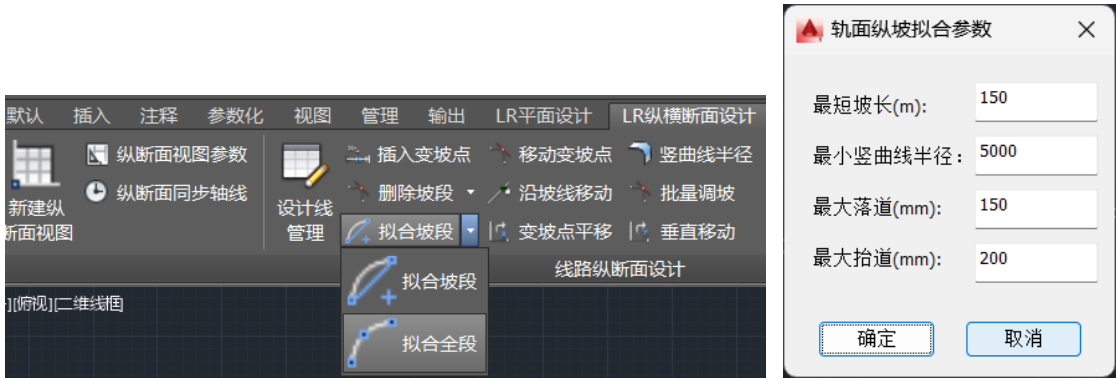 默认 插入 注释 参数化 视图 管理 输出 LR平面设计 LR纵横断面设计
纵断面视图参数 插入变坡点 移动变坡点 竖曲线半径
纵断面同步轴线 删除坡段 沿坡线移动 批量调坡
新建纵
断面视图
设计线
管理
拟合坡段 变坡点平移 垂直移动
线路纵断面设计
拟合坡段
拟合全段
][俯视][二维线框]
轨面纵坡拟合参数
最短坡长(m): 150
最小竖曲线半径: 5000
最大落道(mm): 150
最大抬道(mm): 200
确定 取消